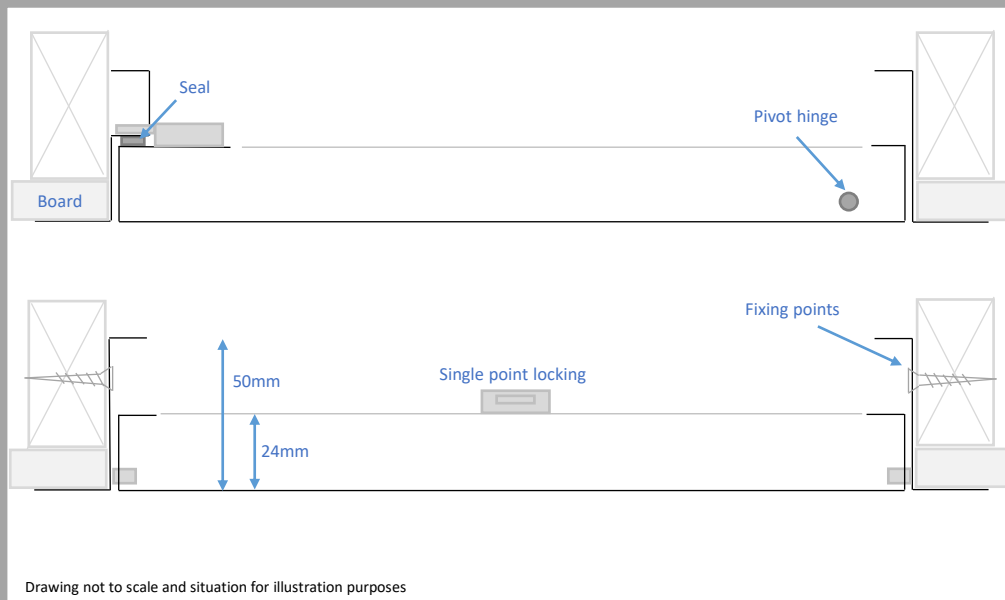 Seal
Pivot hinge
Board
Fixing points
50mm
Single point locking
24mm
Drawing not to scale and situation for illustration purposes